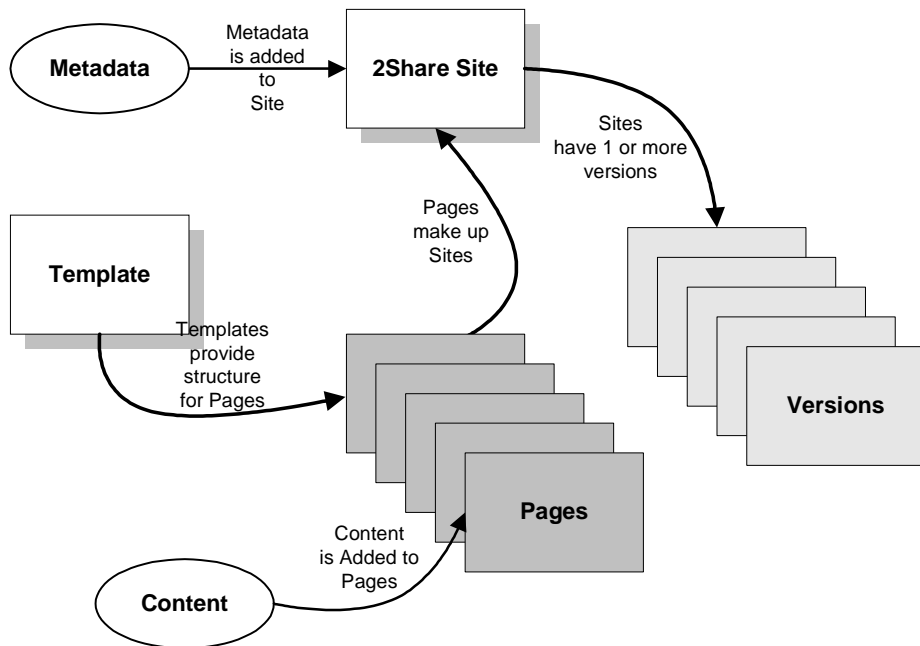 Metadata
Metadata
is added
to
Site
2Share Site
Sites
have 1 or more
versions
Pages
make up
Sites
Template
Templates
provide
structure
for Pages
Versions
Pages
Content
is Added to
Pages
Content